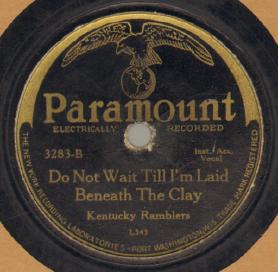 Paramount
ELECTRICALLY RECORDED
3283-B
Inst. Acc.
Vocal
Do Not Wait Till I'm Laid
Beneath The Clay
Kentucky Ramblers
L343
THE NEW YORK RECORDING LABORATORIES - PORT WASHINGTON, WIS. TRADE MARK REGISTERED